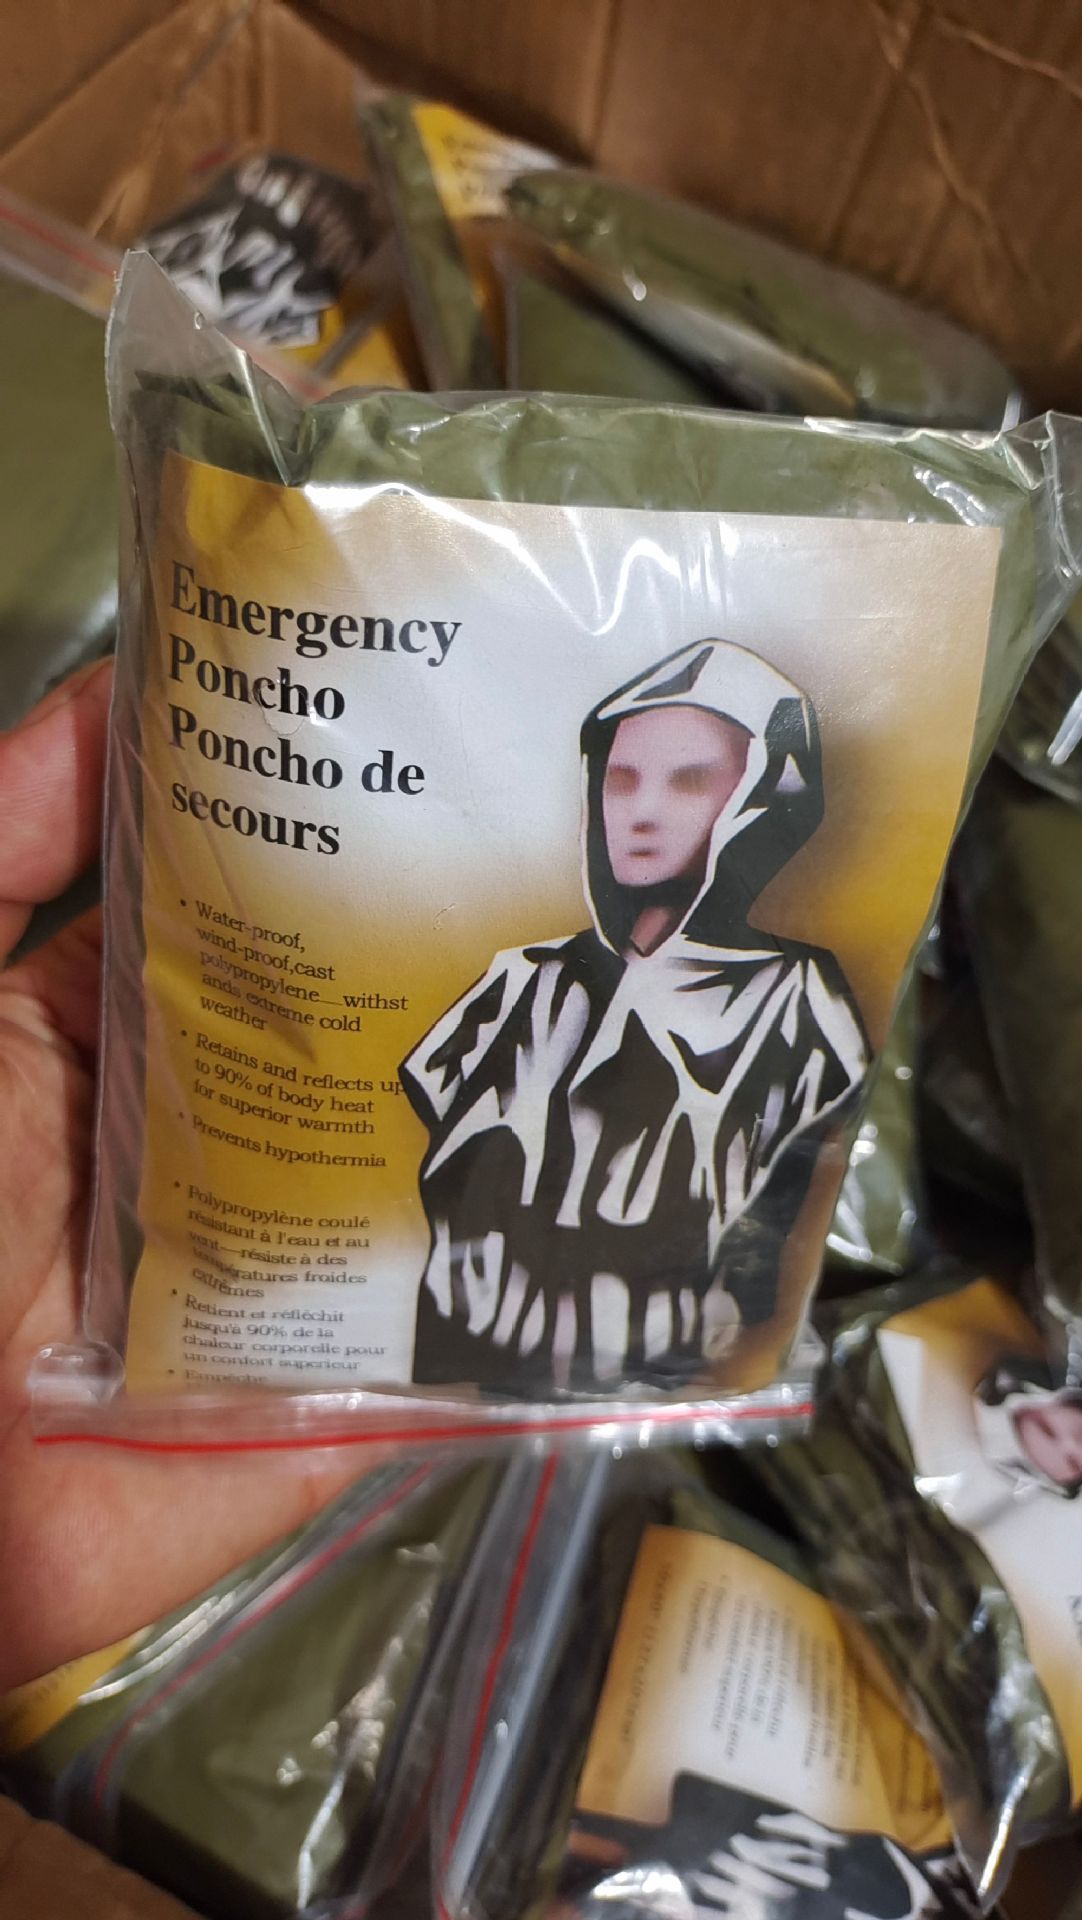 Emergency
Poncho
Poncho de
secours
• Water-proof,
wind-proof,cast
polypropylene—withst
ands extreme cold
weather
• Retains and reflects up
to 90% of body heat
for superior warmth
• Prevents hypothermia
• Polypropylène coulé
résistant à l'eau et au
vent—résiste à des
températures froides
extrêmes
• Retient et réfléchit
jusqu'à 90% de la
chaleur corporelle pour
un confort superieur
• Empêche